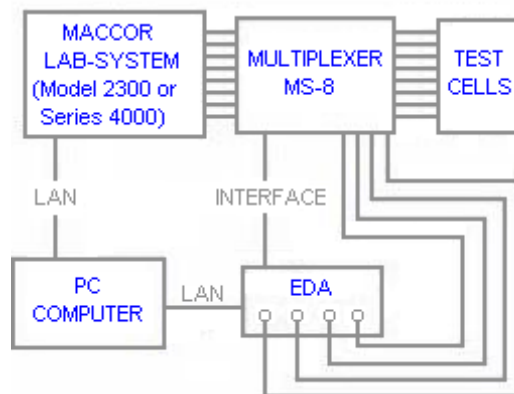 MACCOR
LAB-SYSTEM
(Model 2300 or
Series 4000)
MULTIPLEXER
MS-8
TEST
CELLS
LAN
INTERFACE
PC
COMPUTER
LAN
EDA